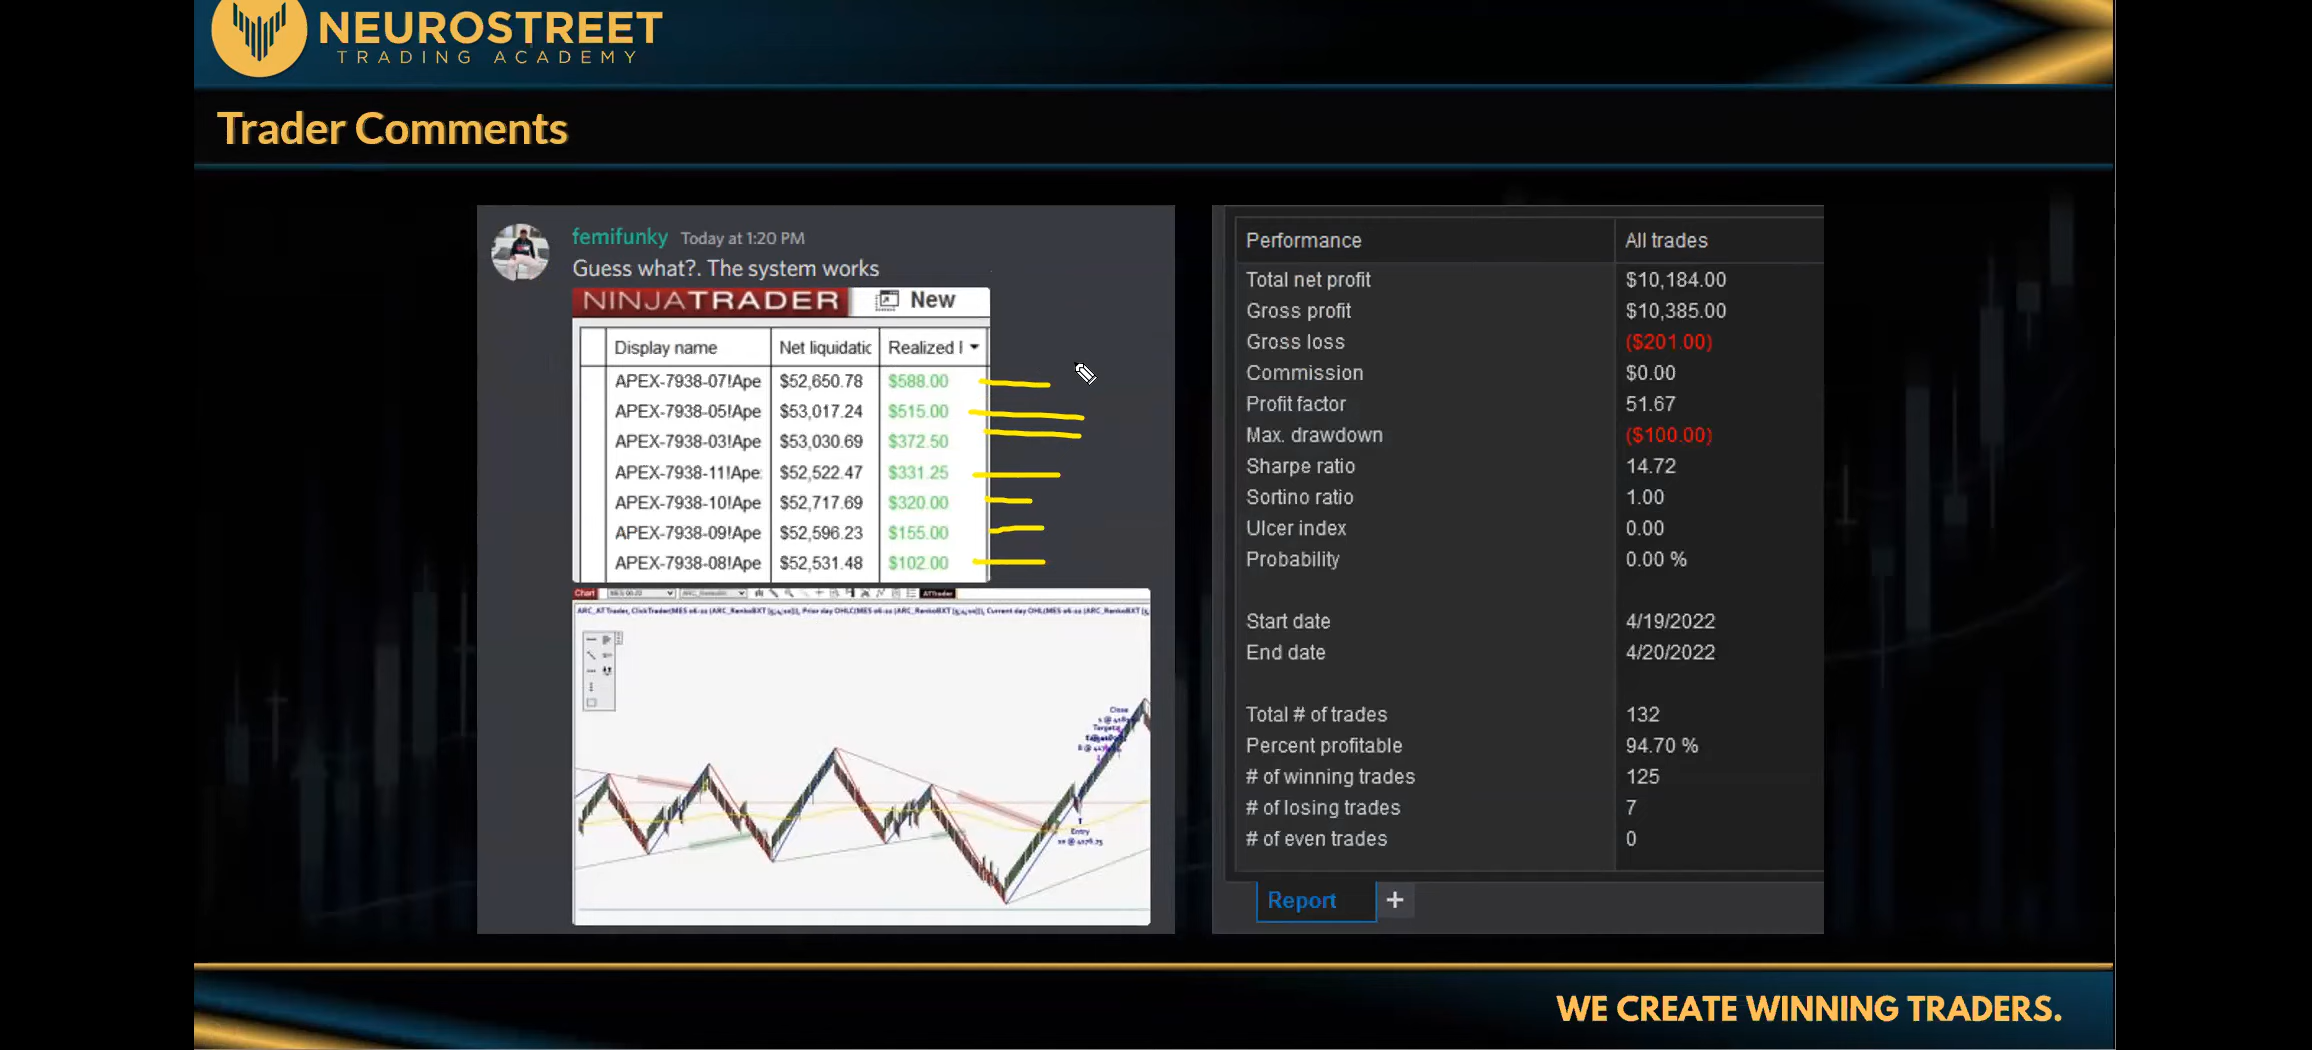 NEUROSTREET
TRADING ACADEMY
Trader Comments
femifunky Today at 1:20 PM
Guess what?. The system works
NINJATRADER New
Display name Net liquidatic Realized I
APEX-7938-07!Ape $52,650.78 $588.00
APEX-7938-05!Ape $53,017.24 $515.00
APEX-7938-03!Ape $53,030.69 $372.50
APEX-7938-11!Ape: $52,522.47 $331.25
APEX-7938-10!Ape $52,717.69 $320.00
APEX-7938-09!Ape $52,596.23 $155.00
APEX-7938-08!Ape $52,531.48 $102.00
Chart
ATTrader
Close
Entry
Performance All trades
Total net profit $10,184.00
Gross profit $10,385.00
Gross loss ($201.00)
Commission $0.00
Profit factor 51.67
Max. drawdown ($100.00)
Sharpe ratio 14.72
Sortino ratio 1.00
Ulcer index 0.00
Probability 0.00 %
Start date 4/19/2022
End date 4/20/2022
Total # of trades 132
Percent profitable 94.70 %
# of winning trades 125
# of losing trades 7
# of even trades 0
Report +
WE CREATE WINNING TRADERS.